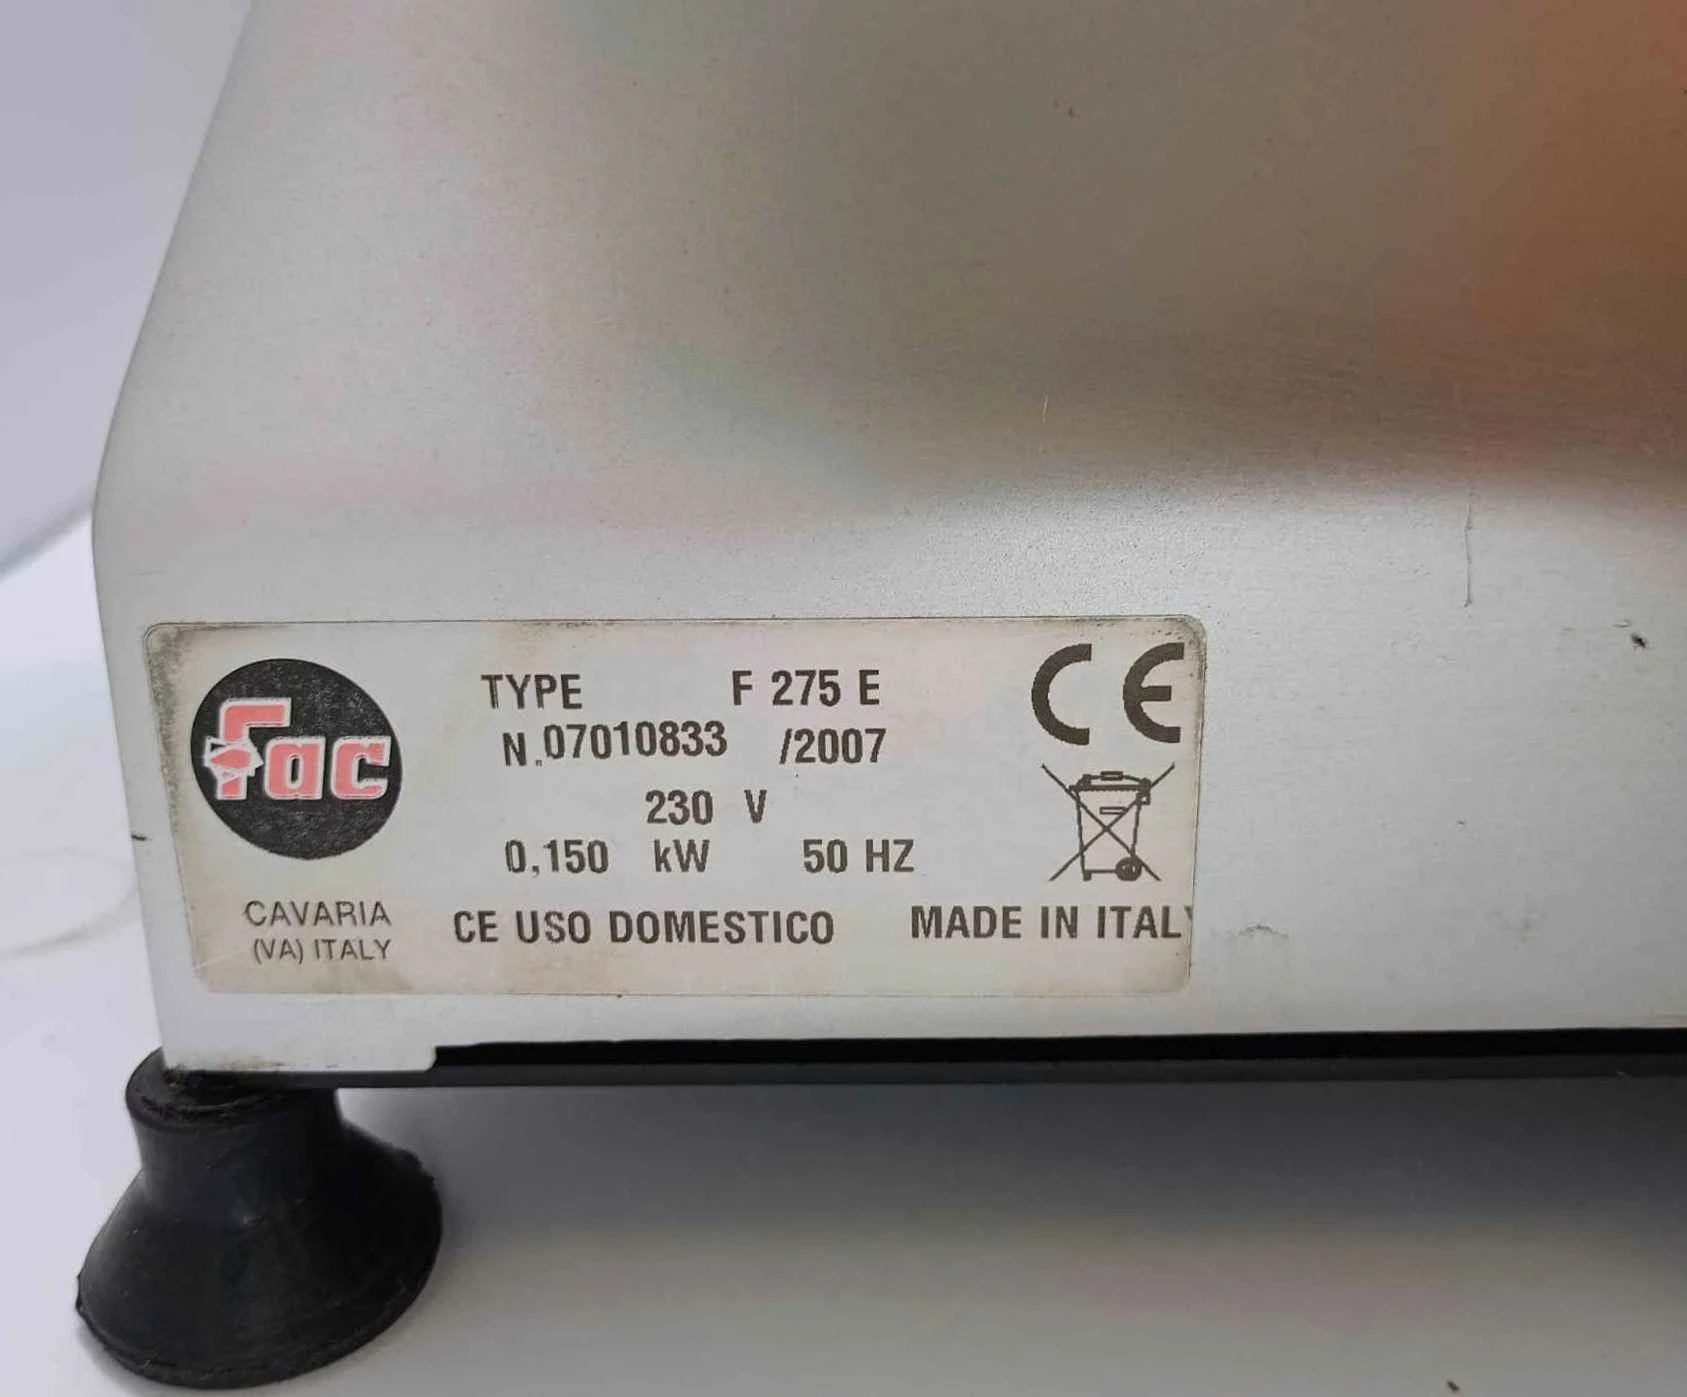 fac
CAVARIA
(VA) ITALY
TYPE F 275 E
N. 07010833 /2007
230 V
0,150 kW 50 HZ
CE USO DOMESTICO
CE
MADE IN ITALY